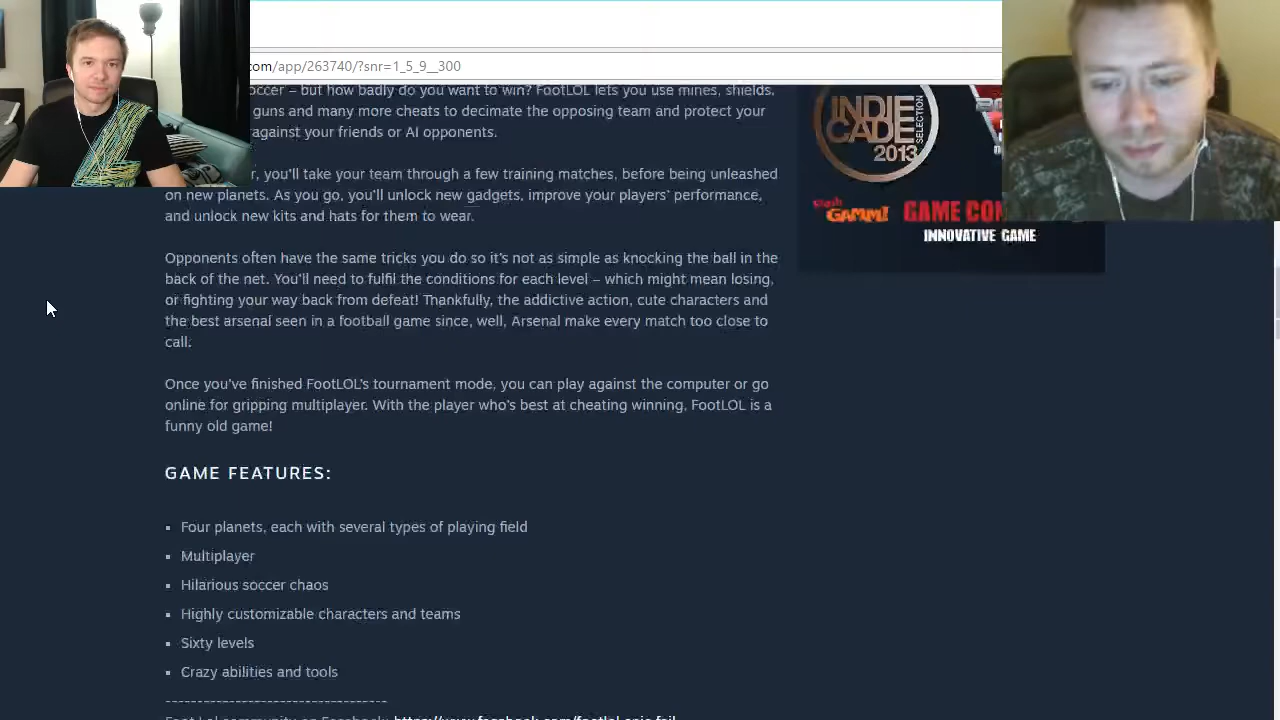 com/app/263740/?snr=1_5_9__300
occer – but how badly do you want to win? FootLOL lets you use mines, shields,
guns and many more cheats to decimate the opposing team and protect your
against your friends or AI opponents.
r, you'll take your team through a few training matches, before being unleashed
on new planets. As you go, you'll unlock new gadgets, improve your players' performance,
and unlock new kits and hats for them to wear.
Opponents often have the same tricks you do so it's not as simple as knocking the ball in the
back of the net. You'll need to fulfil the conditions for each level – which might mean losing,
or fighting your way back from defeat! Thankfully, the addictive action, cute characters and
the best arsenal seen in a football game since, well, Arsenal make every match too close to
call.
Once you've finished FootLOL's tournament mode, you can play against the computer or go
online for gripping multiplayer. With the player who's best at cheating winning, FootLOL is a
funny old game!
GAME FEATURES:
▪ Four planets, each with several types of playing field
▪ Multiplayer
▪ Hilarious soccer chaos
▪ Highly customizable characters and teams
▪ Sixty levels
▪ Crazy abilities and tools
-----------------------------------
INDIE
CADE
SELECTION
2013
GAMM!
GAME CON
INNOVATIVE GAME